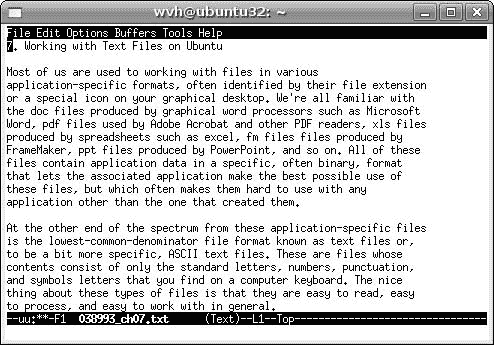 wvh@ubuntu32: ~
File Edit Options Buffers Tools Help
7. Working with Text Files on Ubuntu
Most of us are used to working with files in various
application-specific formats, often identified by their file extension
or a special icon on your graphical desktop. We're all familiar with
the doc files produced by graphical word processors such as Microsoft
Word, pdf files used by Adobe Acrobat and other PDF readers, xls files
produced by spreadsheets such as excel, fm files files produced by
FrameMaker, ppt files produced by PowerPoint, and so on. All of these
files contain application data in a specific, often binary, format
that lets the associated application make the best possible use of
these files, but which often makes them hard to use with any
application other than the one that created them.
At the other end of the spectrum from these application-specific files
is the lowest-common-denominator file format known as text files or,
to be a bit more specific, ASCII text files. These are files whose
contents consist of only the standard letters, numbers, punctuation,
and symbols letters that you find on a computer keyboard. The nice
thing about these types of files is that they are easy to read, easy
to process, and easy to work with in general.
--uu:**-F1  038993_ch07.txt      (Text)--L1--Top----------------------------------